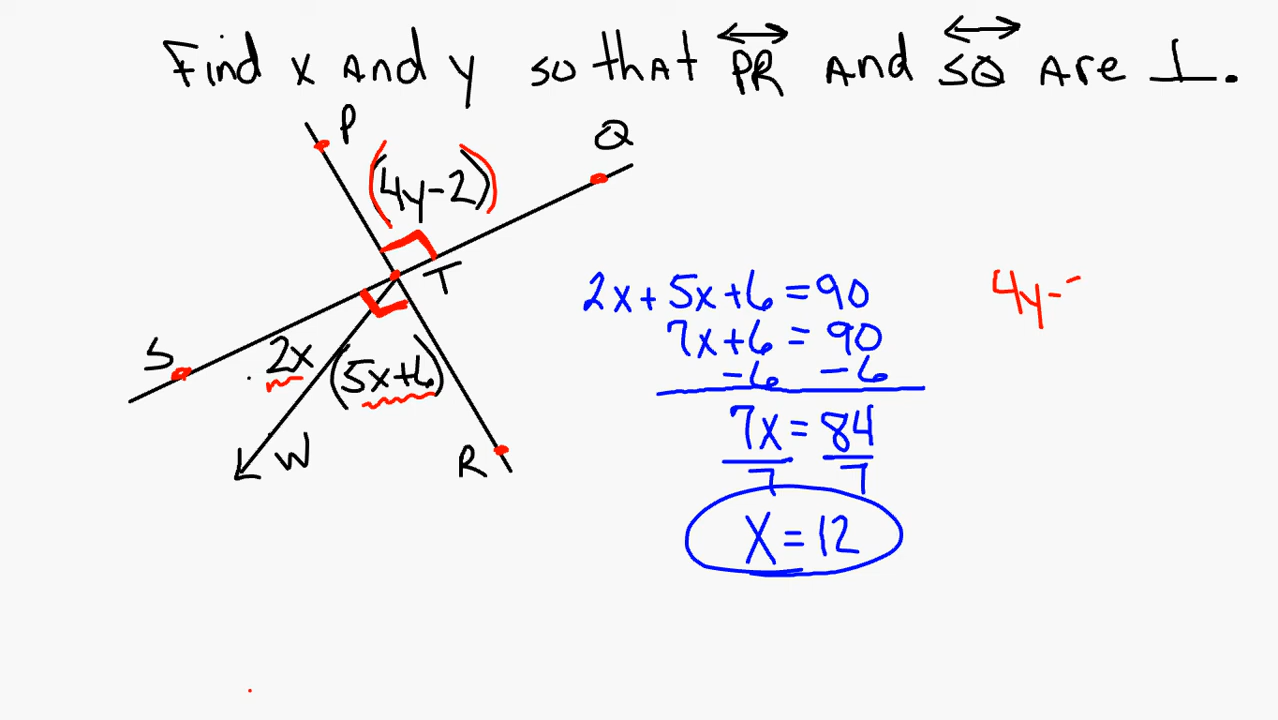 Find x and y so that PR and SQ are ⊥.
P
Q
(4y-2)
T
S
2x
(5x+6)
W
R
2x+5x+6=90
7x+6=90
-6 -6
7x=84
7 7
X=12
4y-